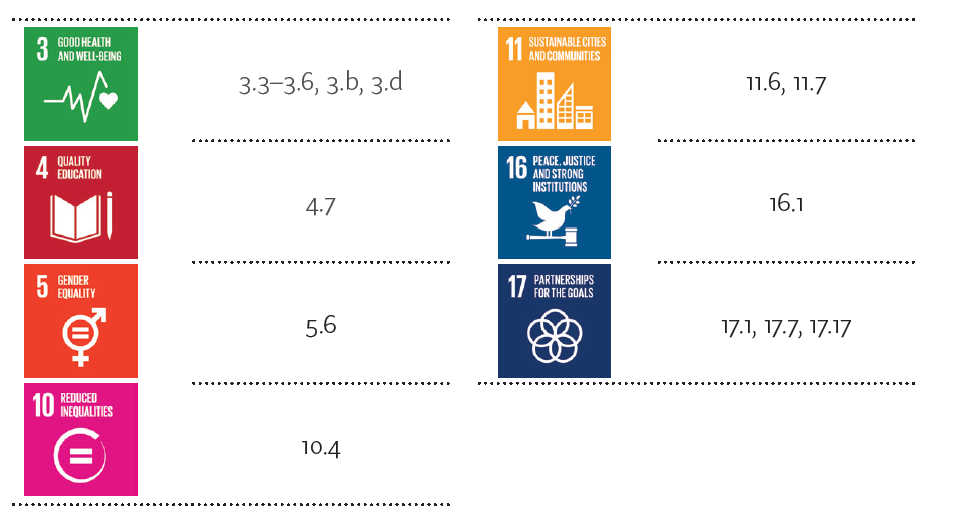 3 GOOD HEALTH
AND WELL-BEING
3.3–3.6, 3.b, 3.d
4 QUALITY
EDUCATION
4.7
5 GENDER
EQUALITY
5.6
10 REDUCED
INEQUALITIES
10.4
11 SUSTAINABLE CITIES
AND COMMUNITIES
11.6, 11.7
16 PEACE, JUSTICE
AND STRONG
INSTITUTIONS
16.1
17 PARTNERSHIPS
FOR THE GOALS
17.1, 17.7, 17.17